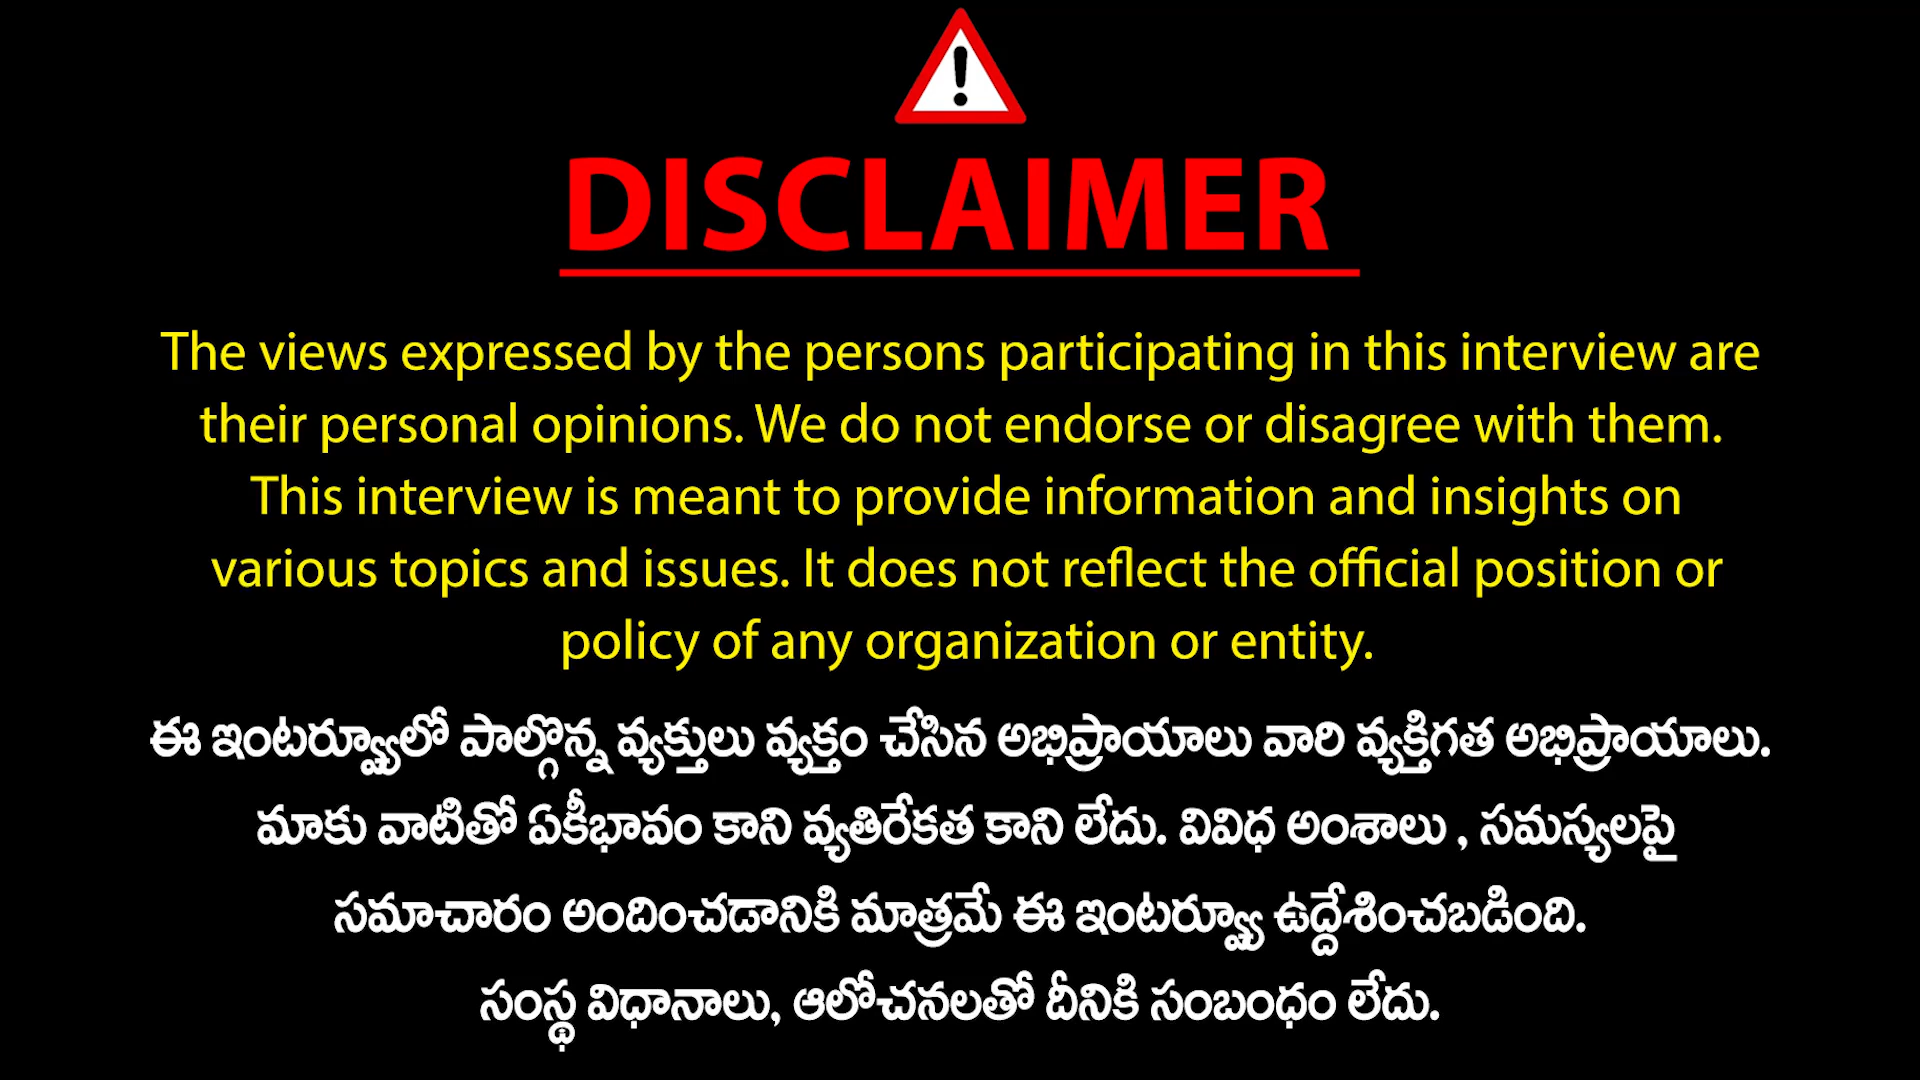 DISCLAIMER
The views expressed by the persons participating in this interview are
their personal opinions. We do not endorse or disagree with them.
This interview is meant to provide information and insights on
various topics and issues. It does not reflect the official position or
policy of any organization or entity.
ఈ ఇంటర్వ్యూలో పాల్గొన్న వ్యక్తులు వ్యక్తం చేసిన అభిప్రాయాలు వారి వ్యక్తిగత అభిప్రాయాలు.
మాకు వాటితో ఏకీభావం కాని వ్యతిరేకత కాని లేదు. వివిధ అంశాలు , సమస్యలపై
సమాచారం అందించడానికి మాత్రమే ఈ ఇంటర్వ్యూ ఉద్దేశించబడింది.
సంస్థ విధానాలు, ఆలోచనలతో దీనికి సంబంధం లేదు.